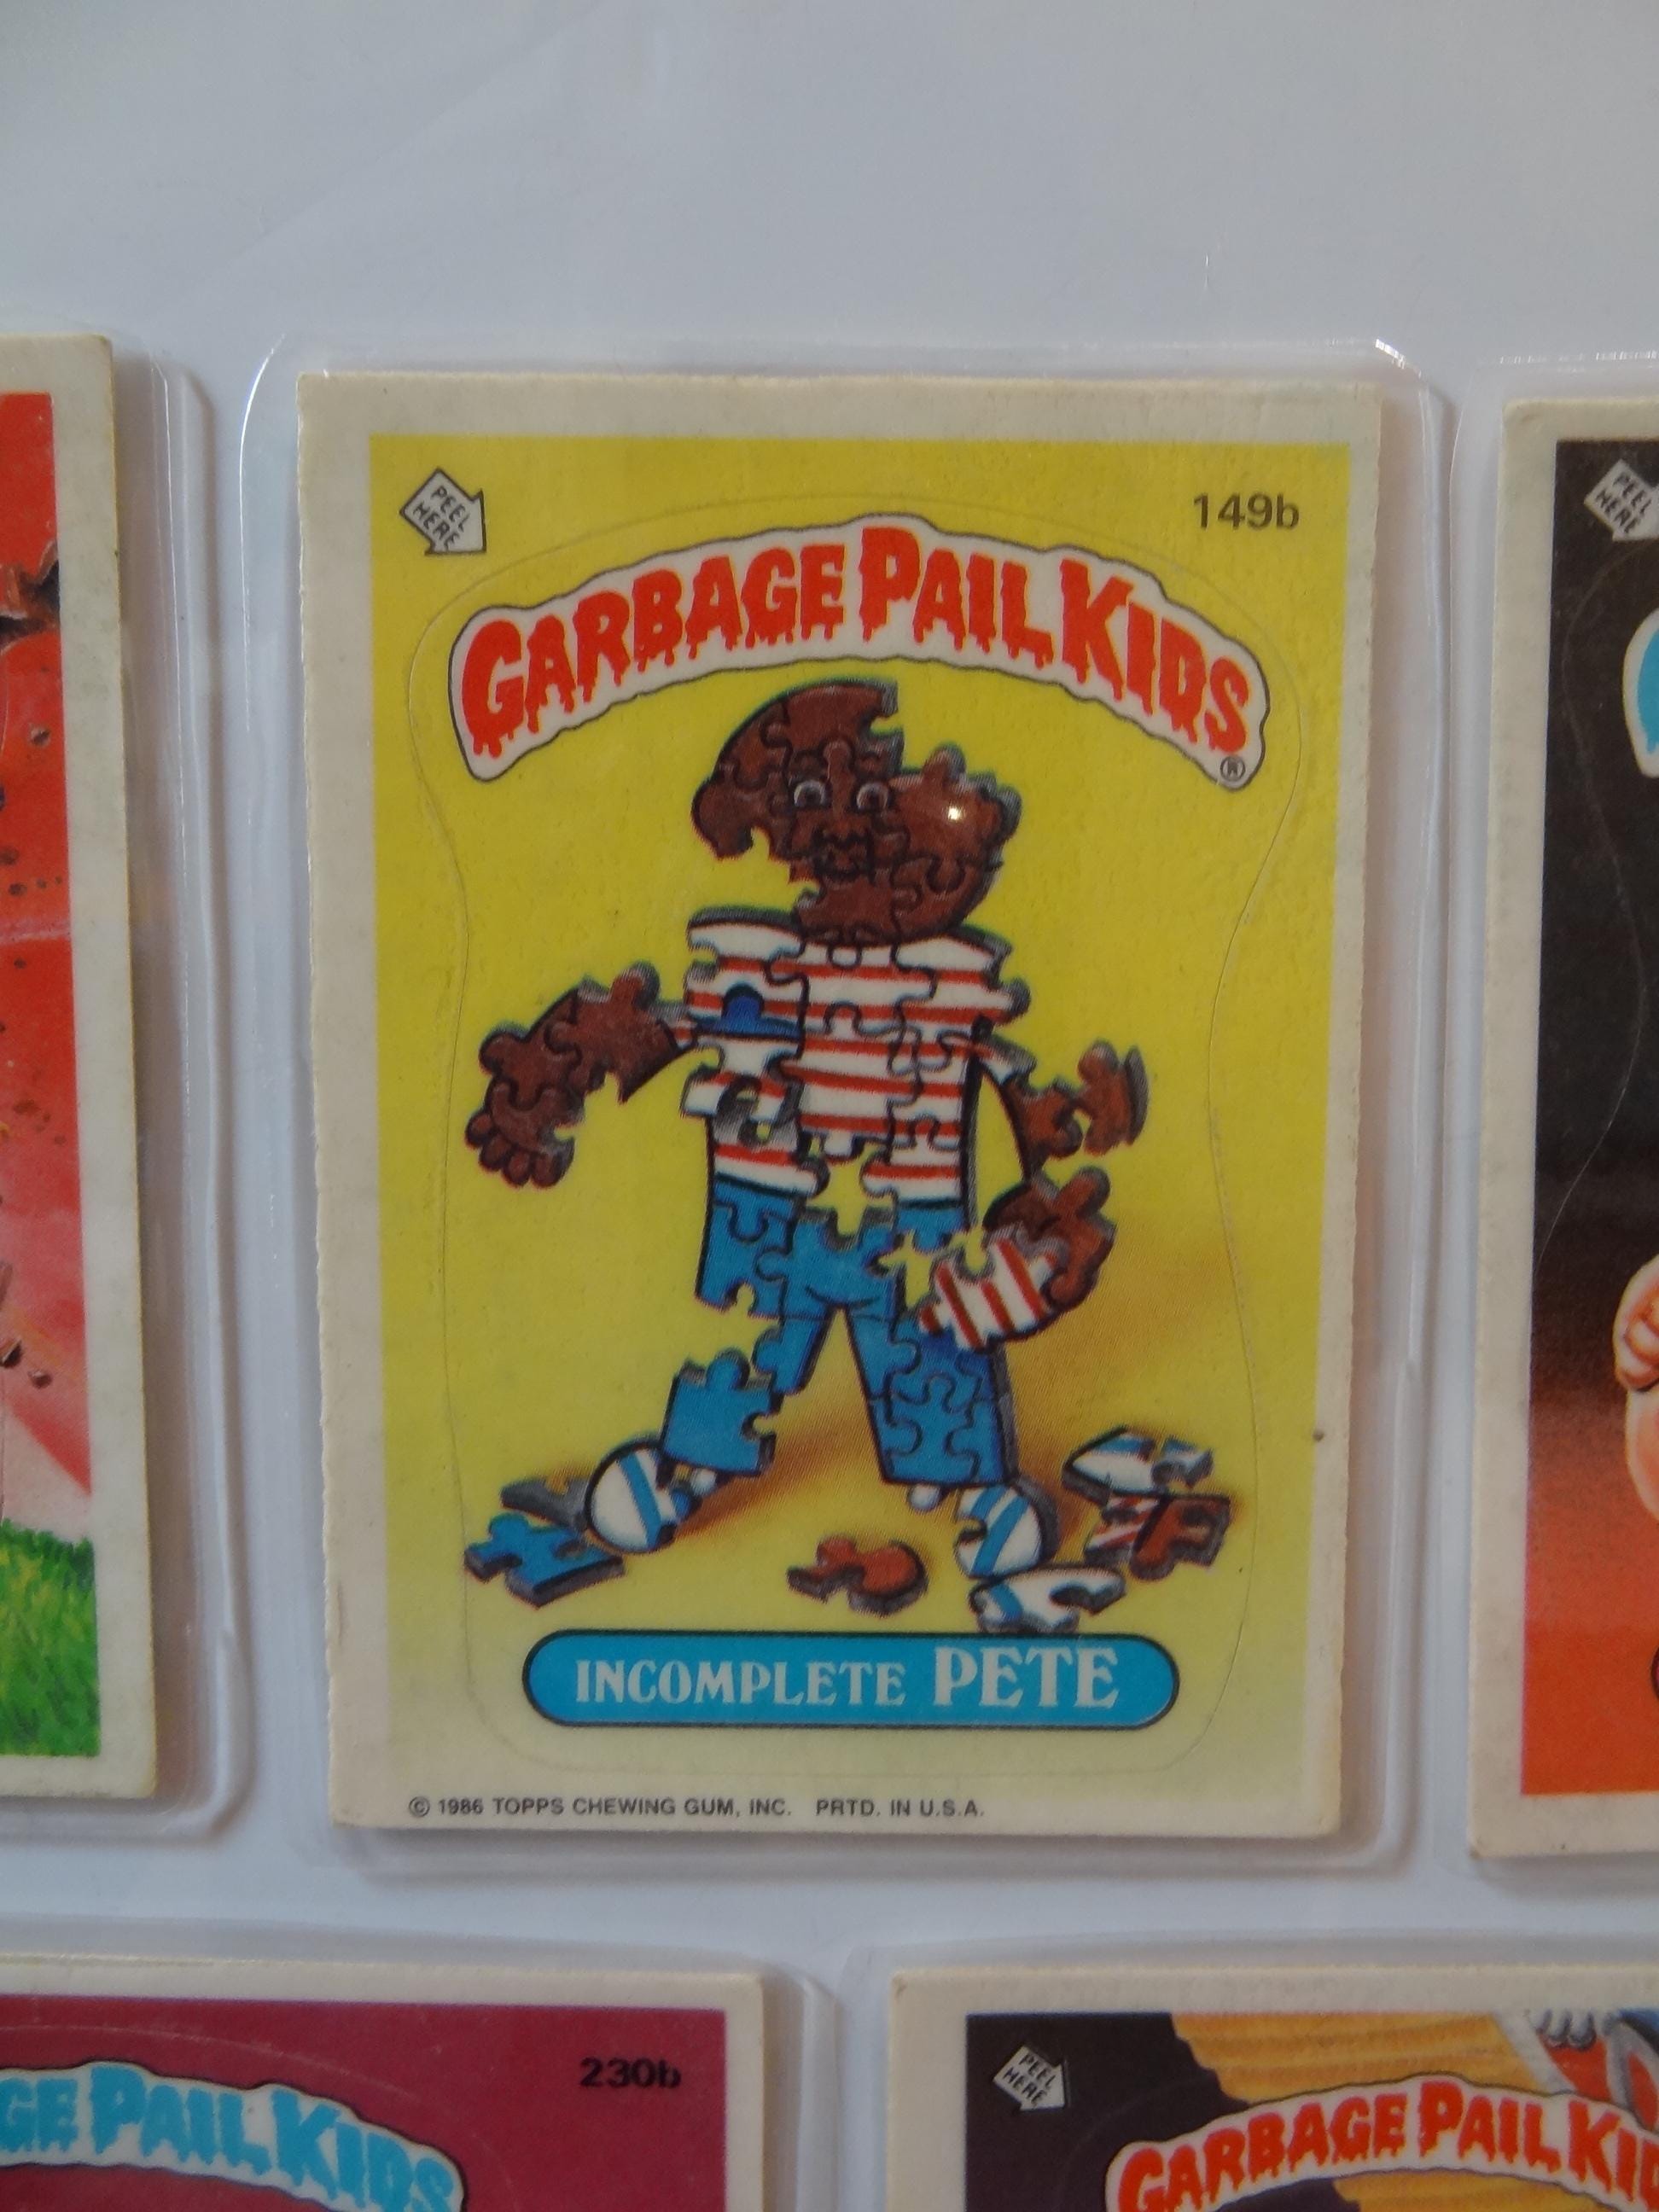 PEEL
HERE
149b
GARBAGE PAIL KIDS
®
INCOMPLETE PETE
© 1986 TOPPS CHEWING GUM, INC. PRTD. IN U.S.A.
PEEL
HERE
230b
GE PAIL KIDS
PEEL
HERE
GARBAGE PAIL KI